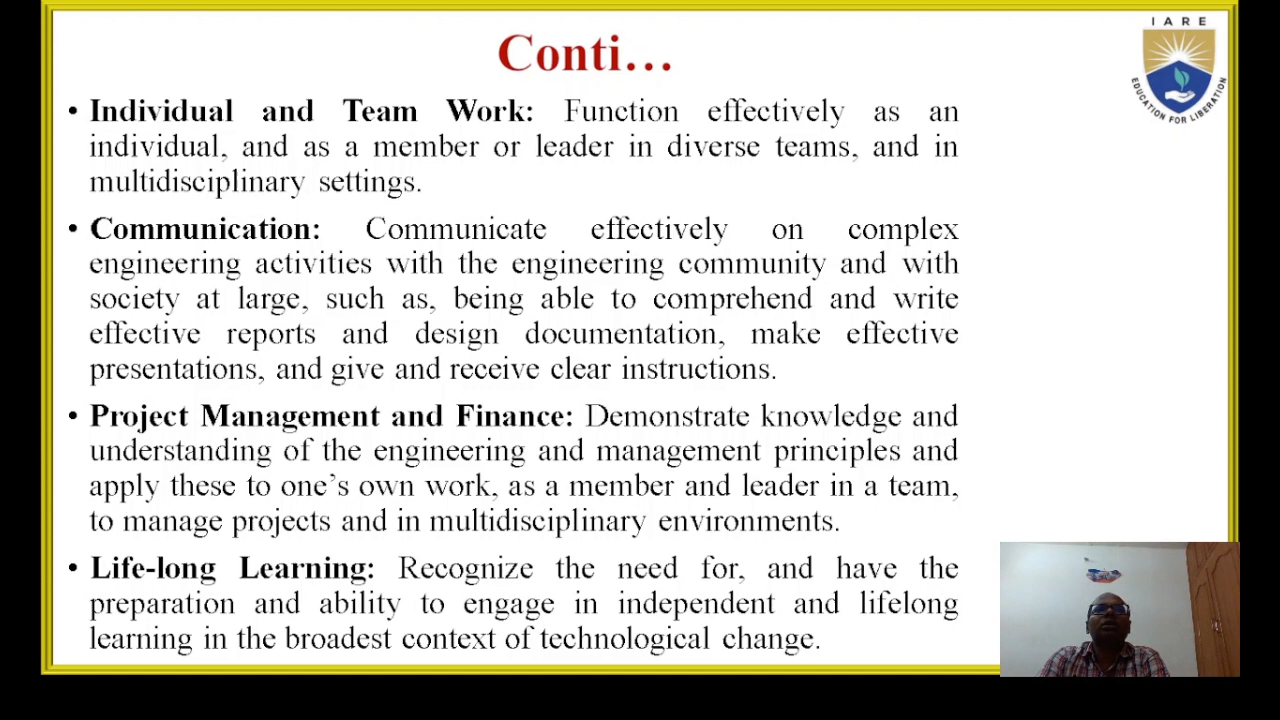 Conti...
IARE
EDUCATION FOR LIBERATION
• Individual and Team Work: Function effectively as an
individual, and as a member or leader in diverse teams, and in
multidisciplinary settings.
• Communication: Communicate effectively on complex
engineering activities with the engineering community and with
society at large, such as, being able to comprehend and write
effective reports and design documentation, make effective
presentations, and give and receive clear instructions.
• Project Management and Finance: Demonstrate knowledge and
understanding of the engineering and management principles and
apply these to one's own work, as a member and leader in a team,
to manage projects and in multidisciplinary environments.
• Life-long Learning: Recognize the need for, and have the
preparation and ability to engage in independent and lifelong
learning in the broadest context of technological change.